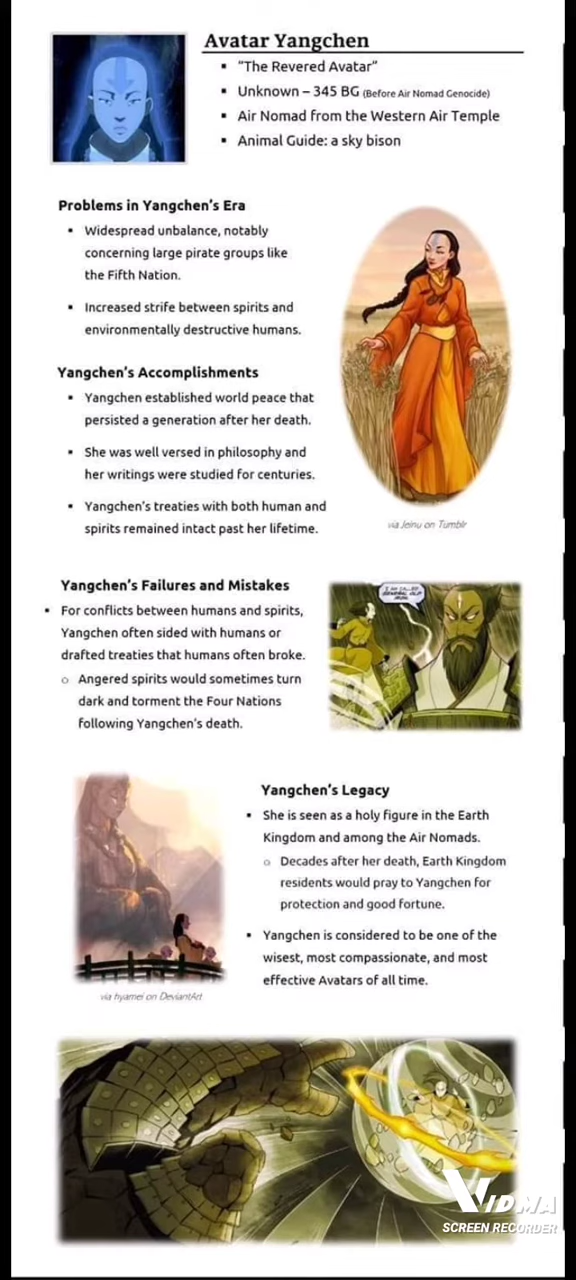 Avatar Yangchen
▪ “The Revered Avatar”
▪ Unknown – 345 BG (Before Air Nomad Genocide)
▪ Air Nomad from the Western Air Temple
▪ Animal Guide: a sky bison
Problems in Yangchen’s Era
▪ Widespread unbalance, notably
concerning large pirate groups like
the Fifth Nation.
▪ Increased strife between spirits and
environmentally destructive humans.
Yangchen’s Accomplishments
▪ Yangchen established world peace that
persisted a generation after her death.
▪ She was well versed in philosophy and
her writings were studied for centuries.
▪ Yangchen’s treaties with both human and
spirits remained intact past her lifetime.
via Jeinu on Tumblr
Yangchen’s Failures and Mistakes
▪ For conflicts between humans and spirits,
Yangchen often sided with humans or
drafted treaties that humans often broke.
o Angered spirits would sometimes turn
dark and torment the Four Nations
following Yangchen’s death.
I am
GENERAL OLD
IRON.
Yangchen’s Legacy
▪ She is seen as a holy figure in the Earth
Kingdom and among the Air Nomads.
o Decades after her death, Earth Kingdom
residents would pray to Yangchen for
protection and good fortune.
▪ Yangchen is considered to be one of the
wisest, most compassionate, and most
effective Avatars of all time.
via hyamei on DeviantArt
VIDMA
SCREEN RECORDER